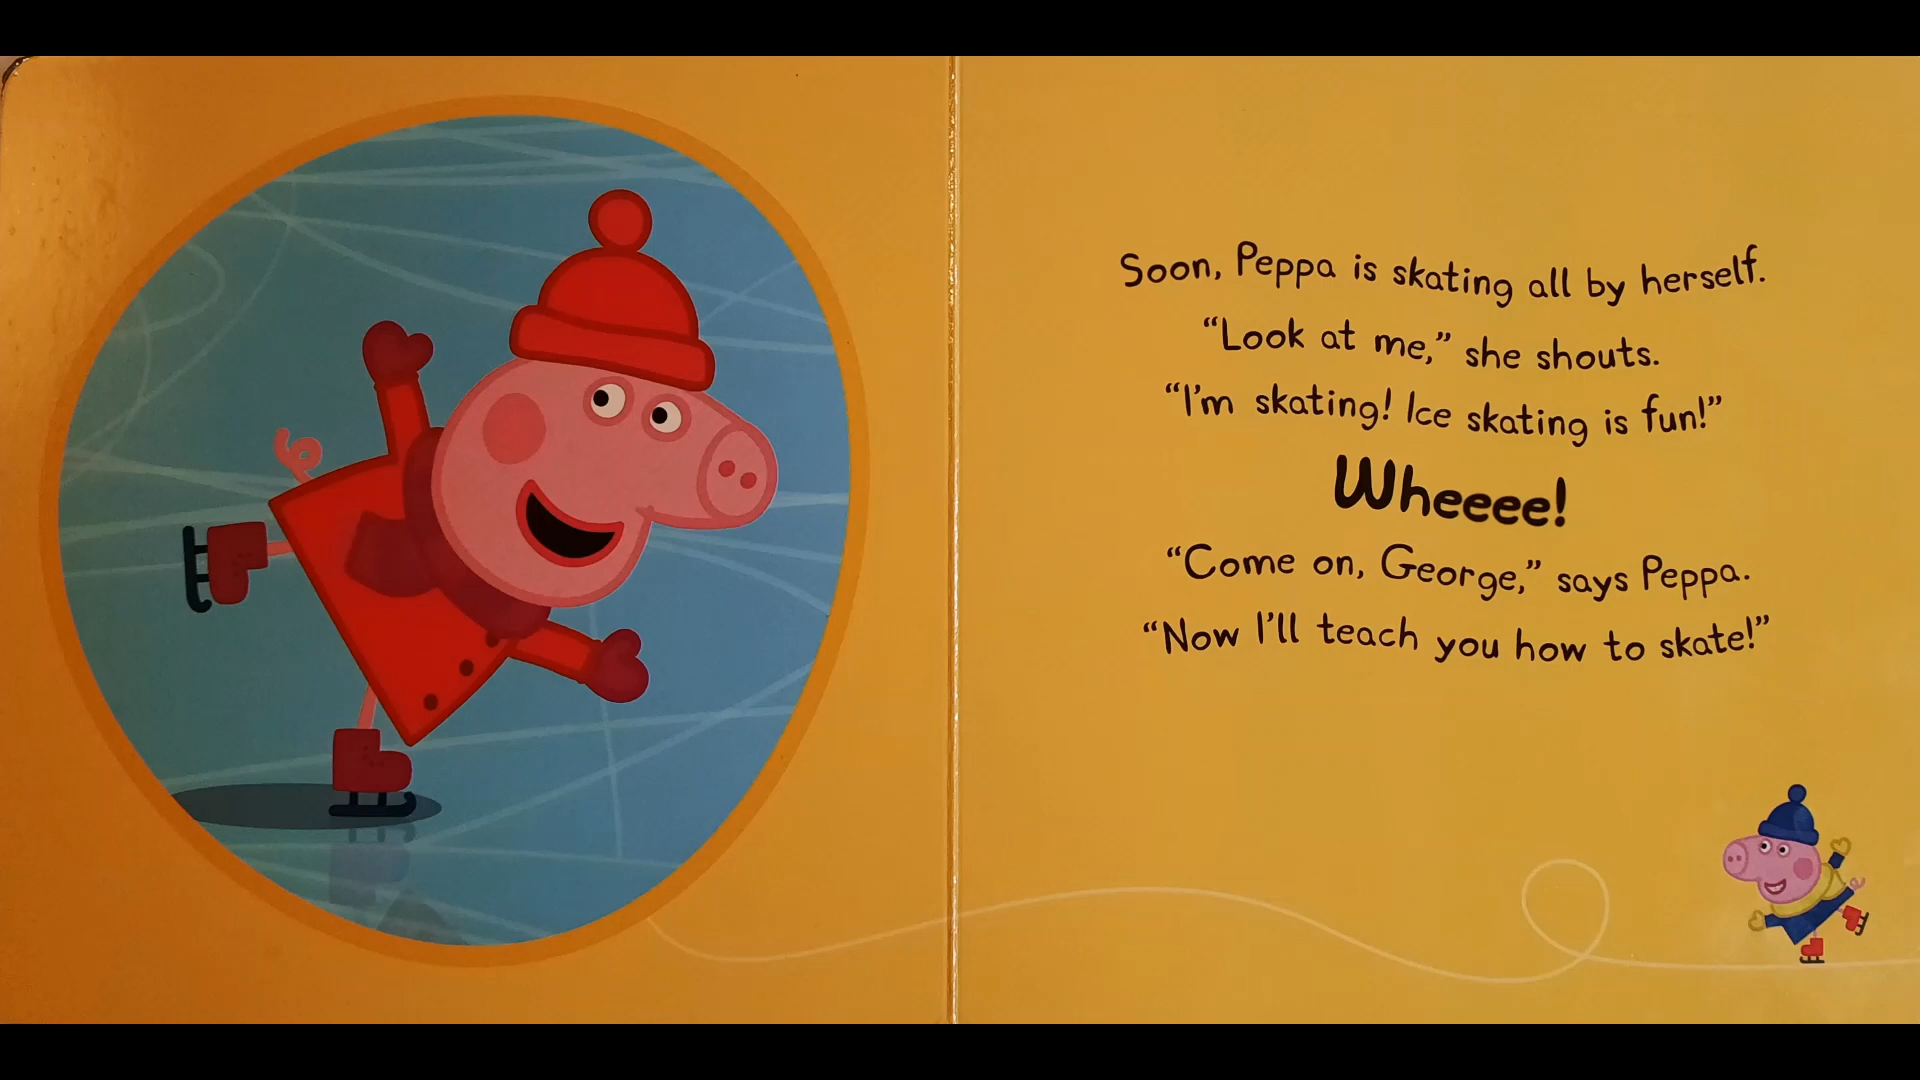 Soon, Peppa is skating all by herself.
“Look at me,” she shouts.
“I'm skating! Ice skating is fun!”
Wheeee!
“Come on, George,” says Peppa.
“Now I'll teach you how to skate!”